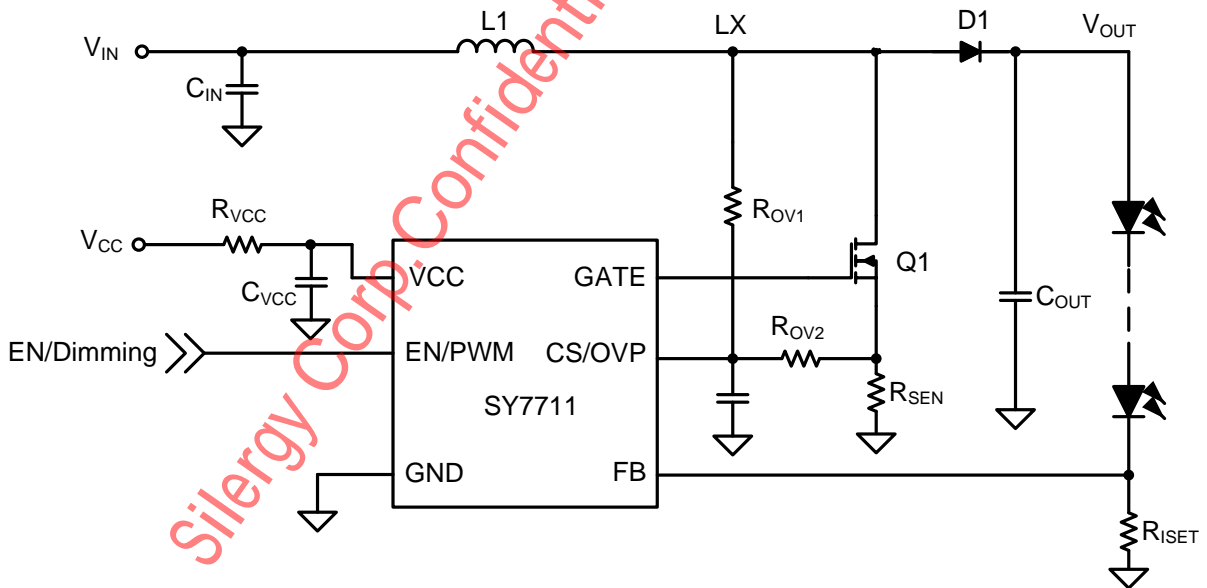 L1
LX
D1
VOUT
VIN
CIN
RVCC
ROV1
VCC
VCC
GATE
Q1
CVCC
COUT
ROV2
EN/Dimming
EN/PWM
CS/OVP
RSEN
SY7711
GND
FB
RISET
Silergy Corp.Confidenti